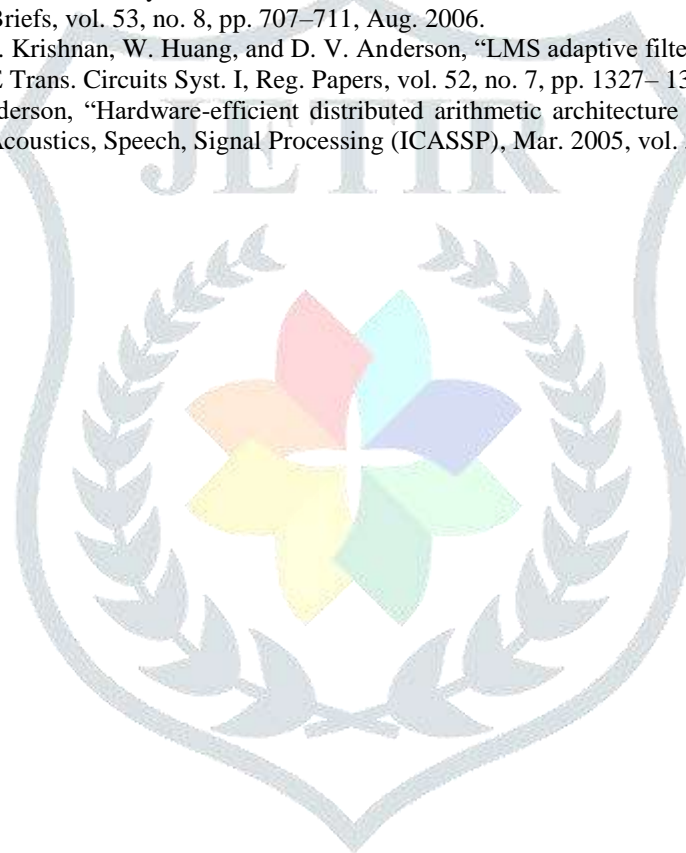 Briefs, vol. 53, no. 8, pp. 707–711, Aug. 2006.
. Krishnan, W. Huang, and D. V. Anderson, “LMS adaptive filte
E Trans. Circuits Syst. I, Reg. Papers, vol. 52, no. 7, pp. 1327– 13
derson, “Hardware-efficient distributed arithmetic architecture
Acoustics, Speech, Signal Processing (ICASSP), Mar. 2005, vol.
JETIR